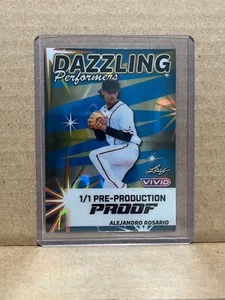 DAZZLING
Performers
Leaf
VIVID
1/1 PRE-PRODUCTION
PROOF
ALEJANDRO ROSARIO